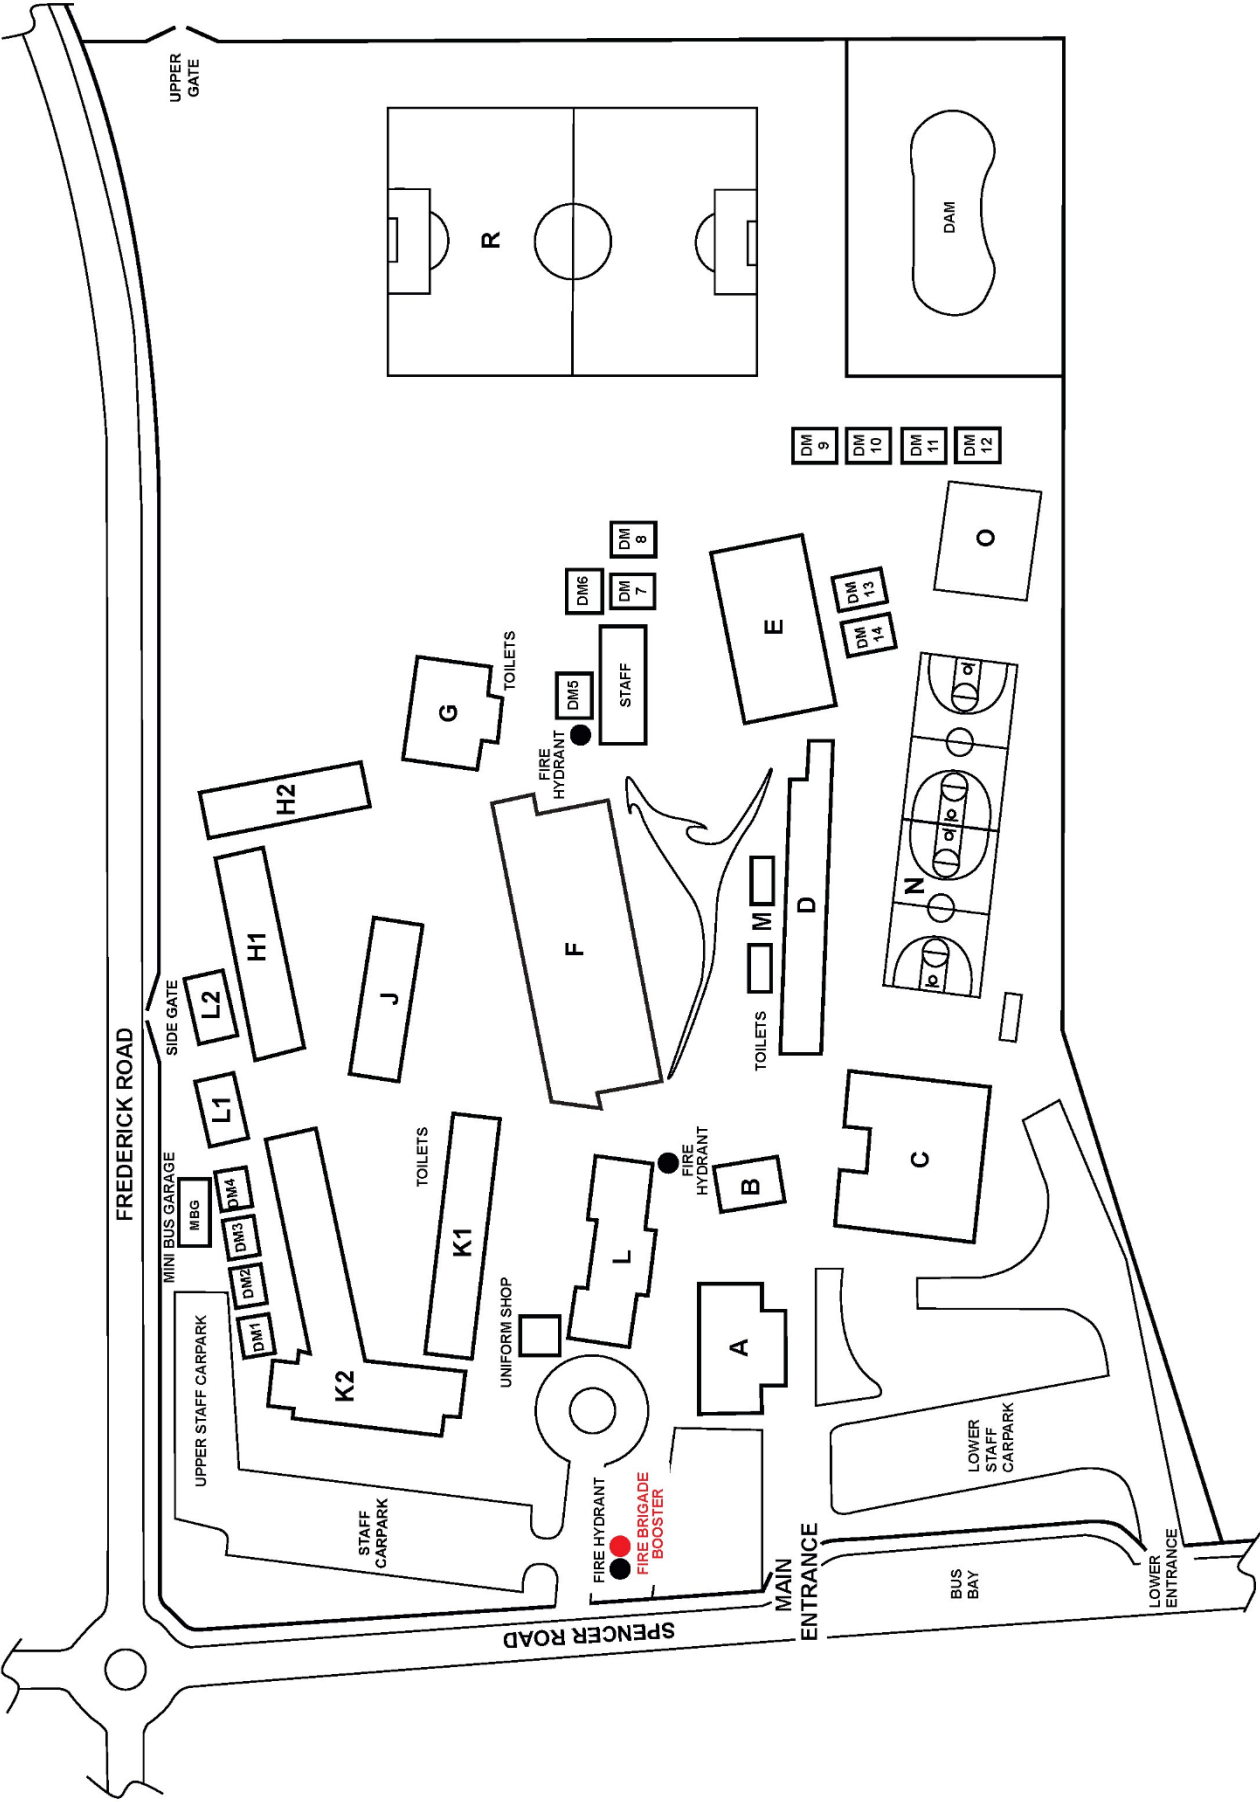 UPPER
GATE
R
DAM
DM
9
DM
10
DM
11
DM
12
O
DM
8
DM6
DM
7
DM
13
DM
14
E
STAFF
DM5
FIRE
HYDRANT
TOILETS
G
H2
H1
L2
SIDE GATE
FREDERICK ROAD
J
F
M
D
TOILETS
N
L1
MINI BUS GARAGE
MBG
DM4
DM3
DM2
DM1
TOILETS
K1
K2
UNIFORM SHOP
L
FIRE
HYDRANT
B
C
A
UPPER STAFF CARPARK
STAFF
CARPARK
FIRE HYDRANT
FIRE BRIGADE
BOOSTER
LOWER
STAFF
CARPARK
MAIN
ENTRANCE
BUS
BAY
LOWER
ENTRANCE
SPENCER ROAD